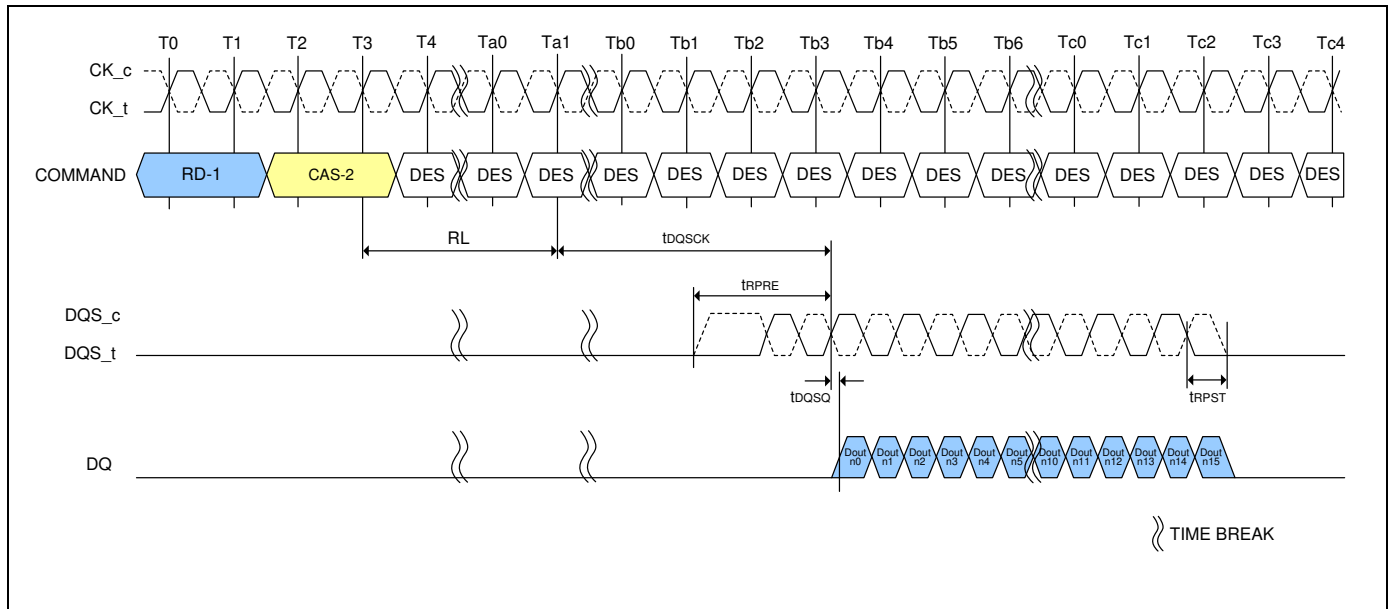 T0 T1 T2 T3 T4 Ta0 Ta1 Tb0 Tb1 Tb2 Tb3 Tb4 Tb5 Tb6 Tc0 Tc1 Tc2 Tc3 Tc4
CK_c
CK_t
COMMAND RD-1 CAS-2 DES DES DES DES DES DES DES DES DES DES DES DES DES DES DES
RL tDQSCK
tRPRE
DQS_c
DQS_t
tDQSQ tRPST
DQ
Dout n0 Dout n1 Dout n2 Dout n3 Dout n4 Dout n5 Dout n10 Dout n11 Dout n12 Dout n13 Dout n14 Dout n15
TIME BREAK